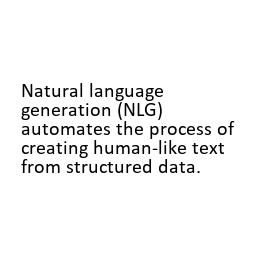 Natural language
generation (NLG)
automates the process of
creating human-like text
from structured data.